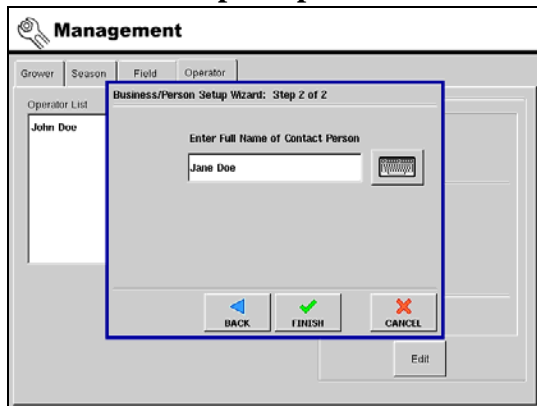 Management
Grower Season Field Operator
Operator List
John Doe
Business/Person Setup Wizard: Step 2 of 2
Enter Full Name of Contact Person
Jane Doe
BACK FINISH CANCEL
Edit